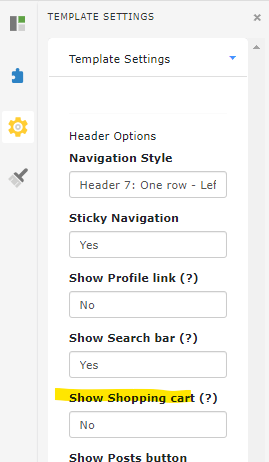 TEMPLATE SETTINGS ×
Template Settings
Header Options
Navigation Style
Header 7: One row - Lef
Sticky Navigation
Yes
Show Profile link (?)
No
Show Search bar (?)
Yes
Show Shopping cart (?)
No
Show Posts button